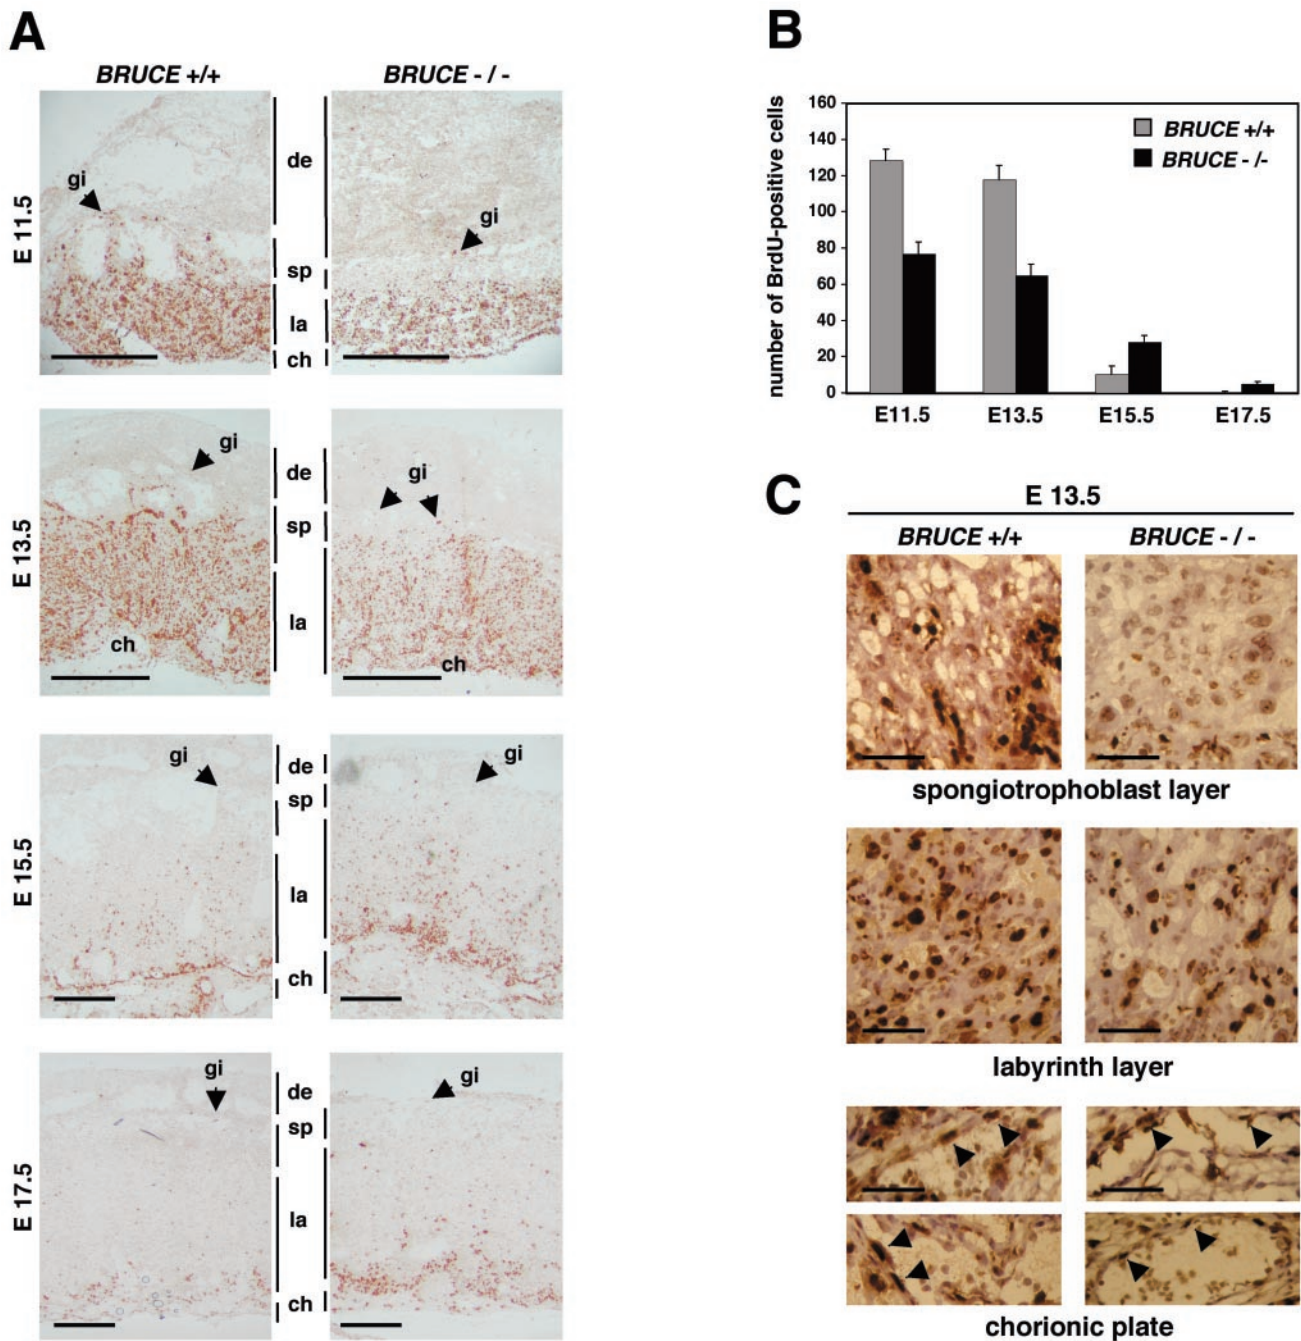 A
BRUCE +/+
BRUCE - / -
E 11.5
gi
gi
de
sp
la
ch
E 13.5
gi
gi
de
sp
la
ch
ch
E 15.5
gi
gi
de
sp
la
ch
E 17.5
gi
gi
de
sp
la
ch
B
number of BrdU-positive cells
160
140
120
100
80
60
40
20
0
BRUCE +/+
BRUCE - /-
E11.5 E13.5 E15.5 E17.5
C
E 13.5
BRUCE +/+
BRUCE - / -
spongiotrophoblast layer
labyrinth layer
chorionic plate